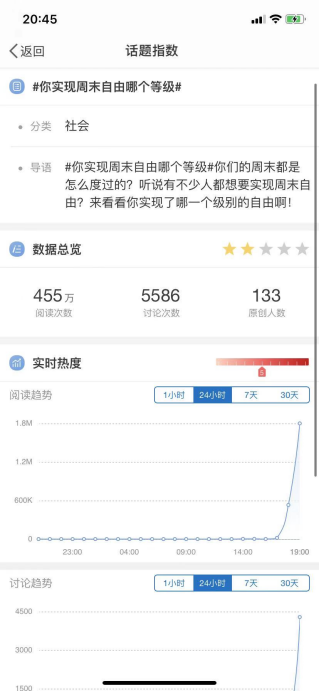 20:45
返回
话题指数
#你实现周末自由哪个等级#
分类 社会
导语 #你实现周末自由哪个等级#你们的周末都是
怎么度过的？听说有不少人都想要实现周末自
由？来看看你实现了哪一个级别的自由啊！
数据总览
455万 5586 133
阅读次数 讨论次数 原创人数
实时热度
阅读趋势 1小时 24小时 7天 30天
1.8M
1.2M
600K
0
23:00 04:00 09:00 14:00 19:00
讨论趋势 1小时 24小时 7天 30天
4500
3000
1500